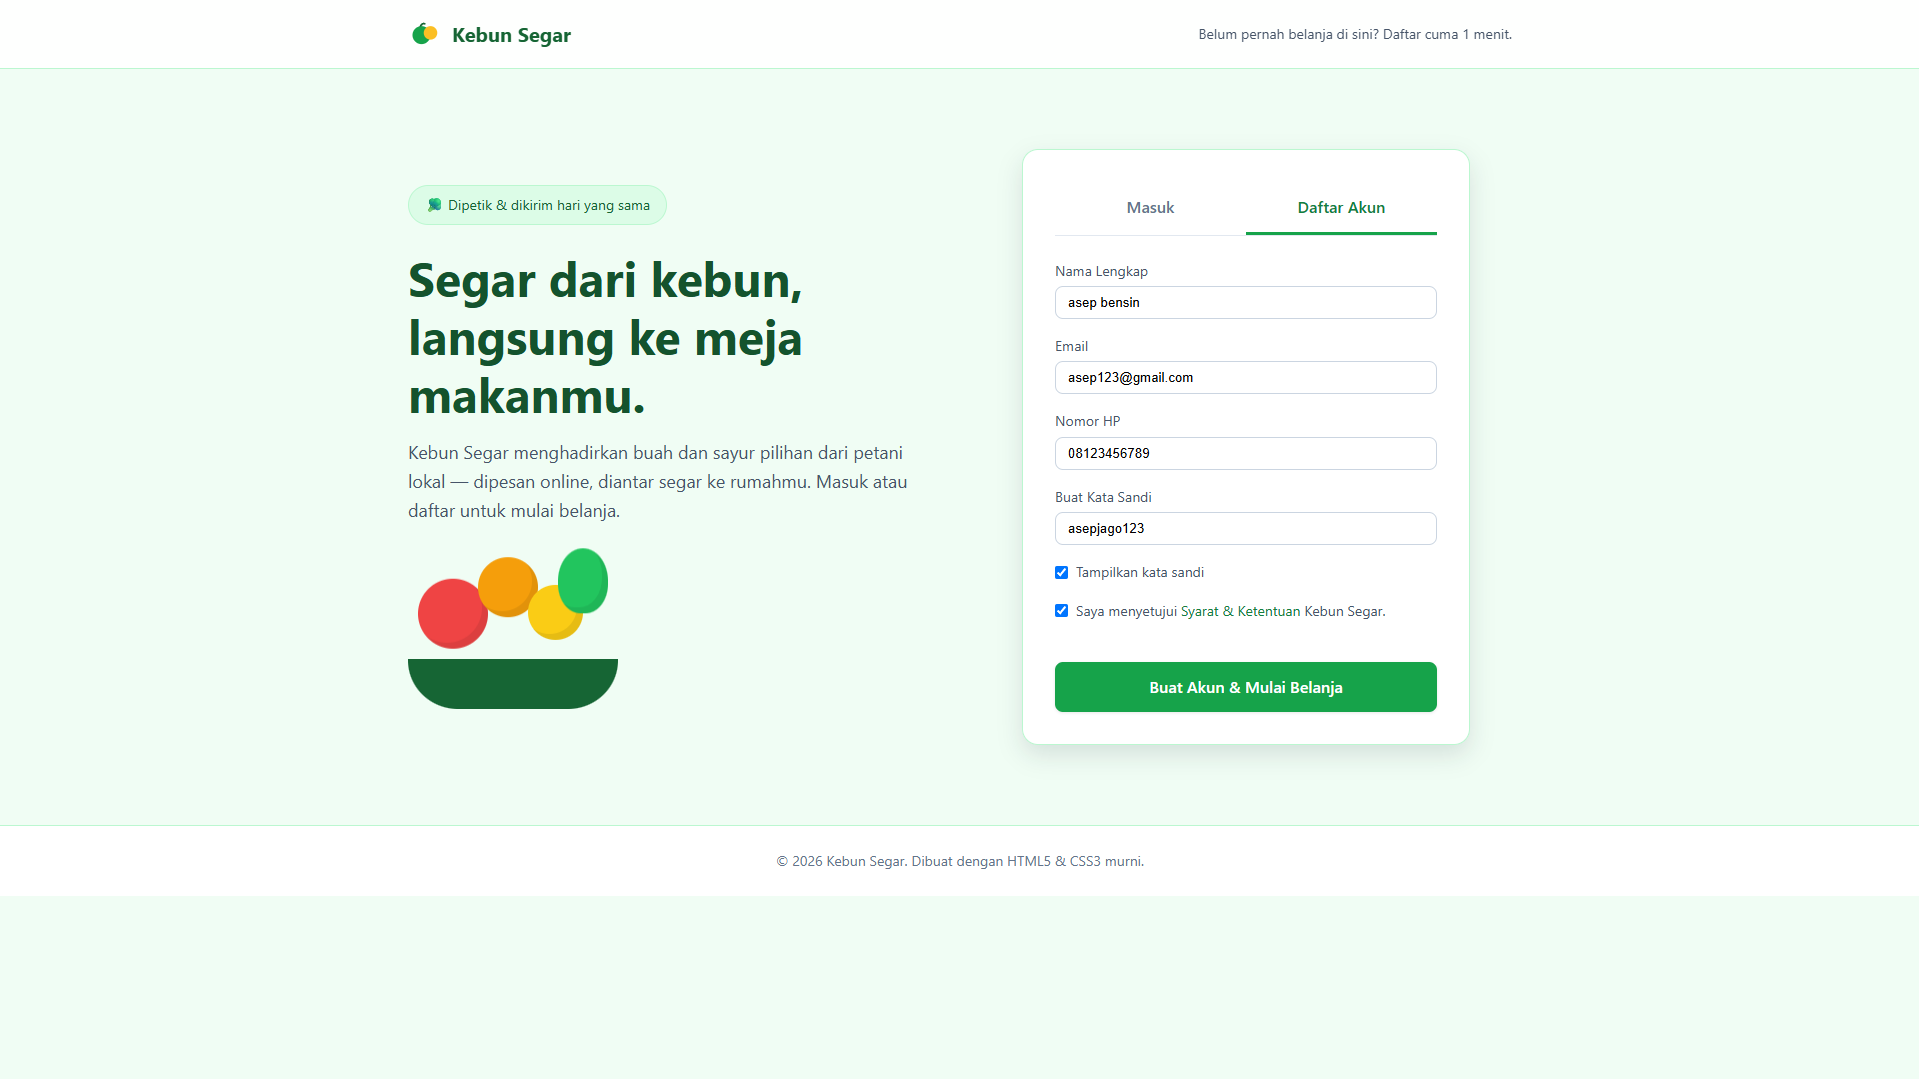 Kebun Segar
Belum pernah belanja di sini? Daftar cuma 1 menit.
Dipetik & dikirim hari yang sama
Segar dari kebun,
langsung ke meja
makanmu.
Kebun Segar menghadirkan buah dan sayur pilihan dari petani
lokal — dipesan online, diantar segar ke rumahmu. Masuk atau
daftar untuk mulai belanja.
Masuk
Daftar Akun
Nama Lengkap
asep bensin
Email
asep123@gmail.com
Nomor HP
08123456789
Buat Kata Sandi
asepjago123
Tampilkan kata sandi
Saya menyetujui Syarat & Ketentuan Kebun Segar.
Buat Akun & Mulai Belanja
© 2026 Kebun Segar. Dibuat dengan HTML5 & CSS3 murni.